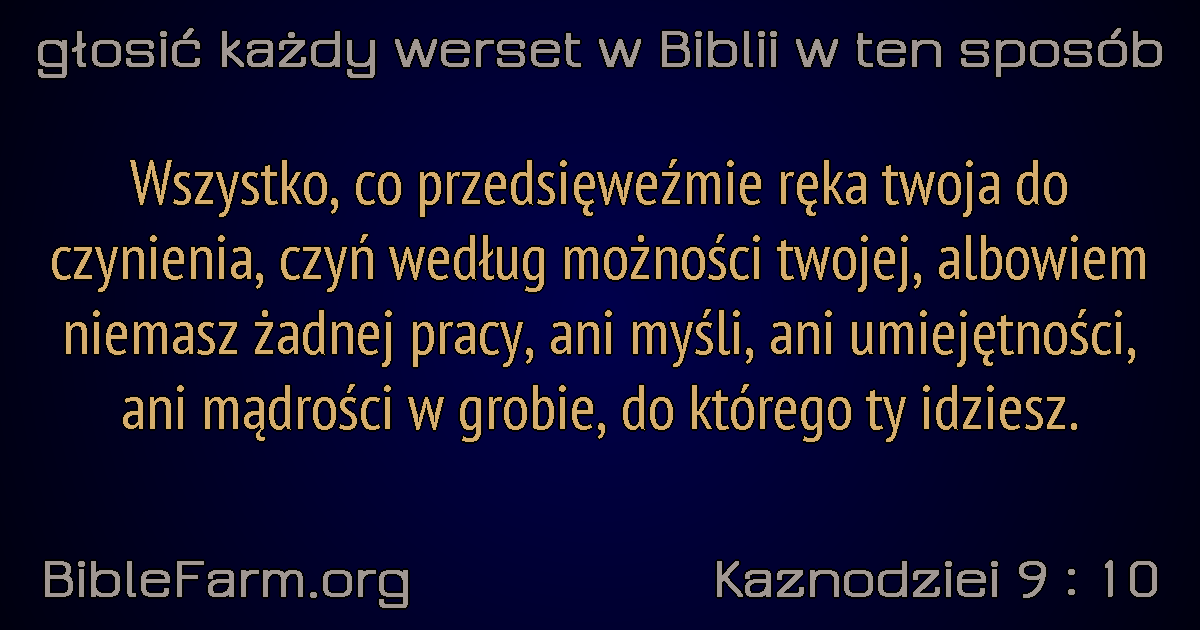 głosić każdy werset w Biblii w ten sposób
Wszystko, co przedsięweźmie ręka twoja do
czynienia, czyń według możności twojej, albowiem
niemasz żadnej pracy, ani myśli, ani umiejętności,
ani mądrości w grobie, do którego ty idziesz.
BibleFarm.org
Kaznodziei 9 : 10